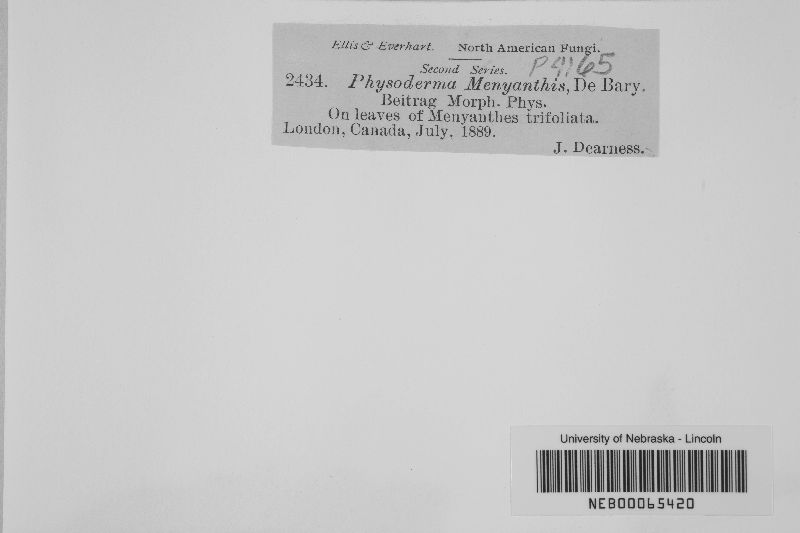 Ellis & Everhart. North American Fungi.
Second Series. P 9165
2434. Physoderma Menyanthis, De Bary.
Beitrag Morph. Phys.
On leaves of Menyanthes trifoliata.
London, Canada, July, 1889.
J. Dearness.
University of Nebraska - Lincoln
NEB00065420